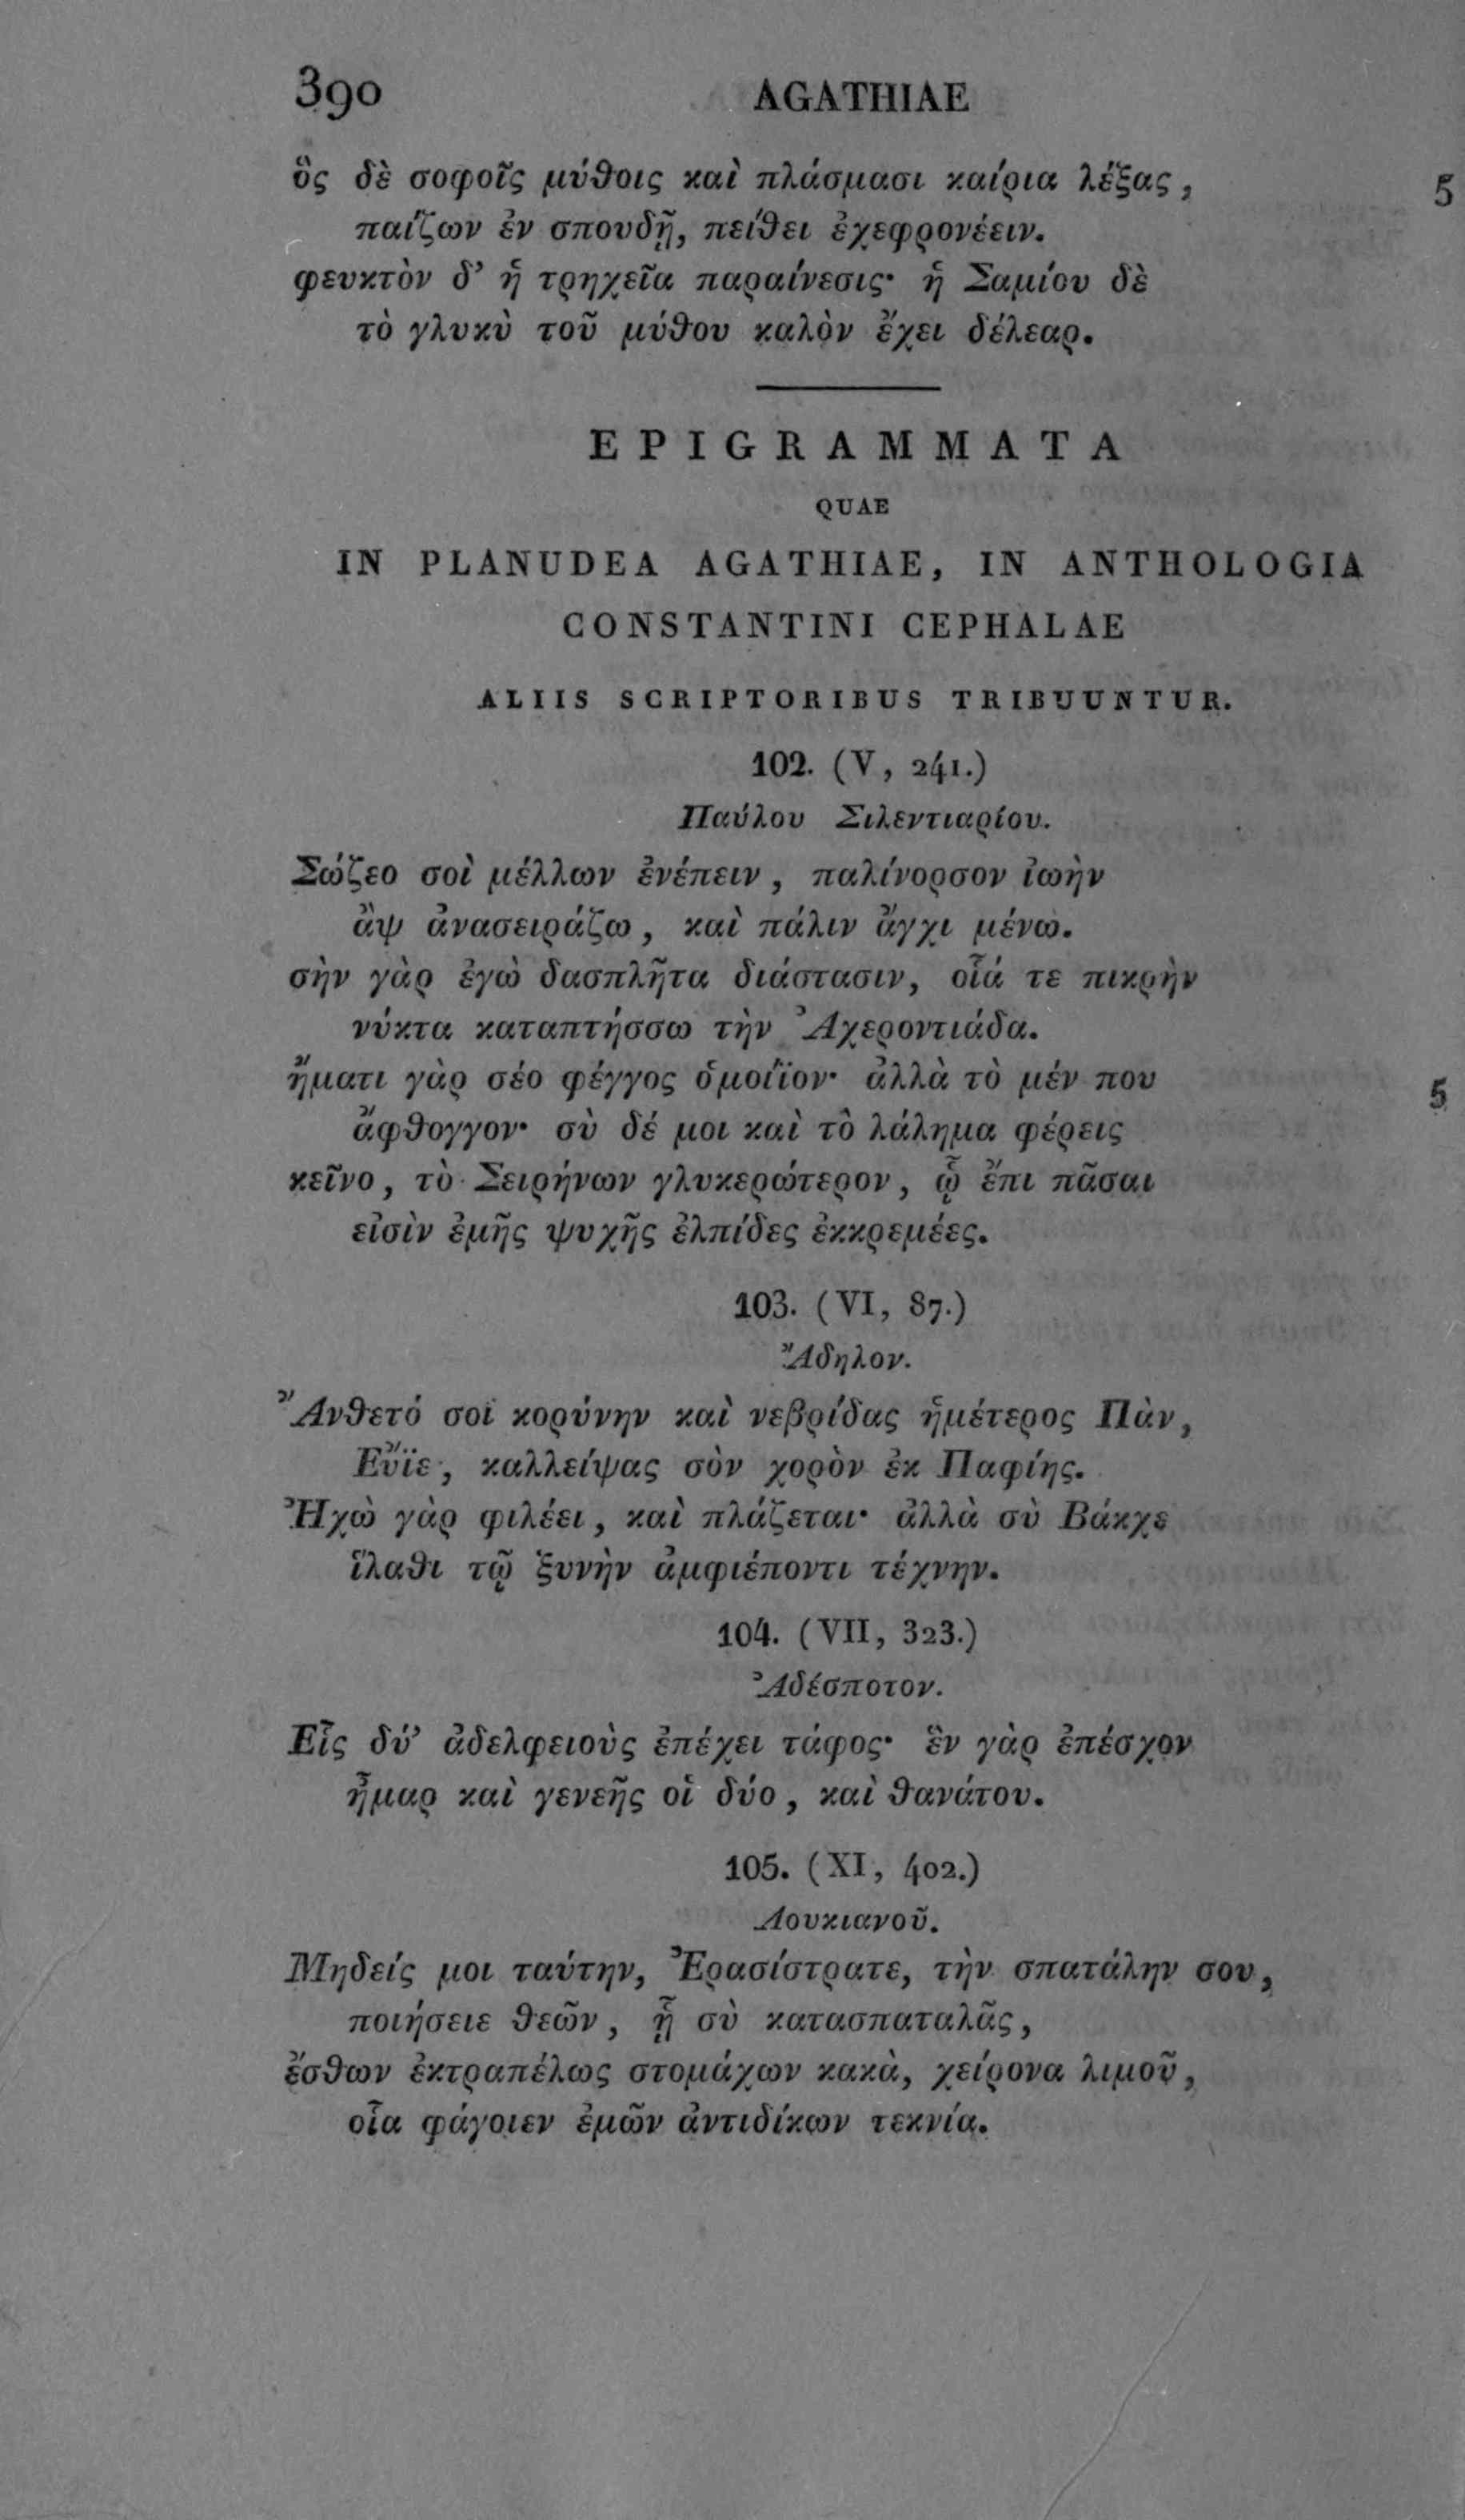 390 AGATHIAE
ὃς δὲ σοφοῖς μύθοις καὶ πλάσμασι καίρια λέξας, 5
παίζων ἐν σπουδῇ, πείθει ἐχεφρονέειν.
φευκτὸν δ’ ἡ τρηχεῖα παραίνεσις· ἡ Σαμίου δὲ
τὸ γλυκὺ τοῦ μύθου καλὸν ἔχει δέλεαρ.
EPIGRAMMATA
QUAE
IN PLANUDEA AGATHIAE, IN ANTHOLOGIA
CONSTANTINI CEPHALAE
ALIIS SCRIPTORIBUS TRIBUUNTUR.
102. (V, 241.)
Παύλου Σιλεντιαρίου.
Σώζεο σοὶ μέλλων ἐνέπειν, παλίνορσον ἰωὴν
ἂψ ἀνασειράζω, καὶ πάλιν ἄγχι μένω.
σὴν γὰρ ἐγὼ δασπλῆτα διάστασιν, οἷά τε πικρὴν
νύκτα καταπτήσσω τὴν Ἀχεροντιάδα.
ἤματι γὰρ σέο φέγγος ὁμοίϊον· ἀλλὰ τὸ μέν που 5
ἄφθογγον· σὺ δέ μοι καὶ τὸ λάλημα φέρεις
κεῖνο, τὸ Σειρήνων γλυκερώτερον, ᾧ ἔπι πᾶσαι
εἰσὶν ἐμῆς ψυχῆς ἐλπίδες ἐκκρεμέες.
103. (VI, 87.)
Ἄδηλον.
Ἄνθετό σοι κορύνην καὶ νεβρίδας ἡμέτερος Πὰν,
Εὔϊε, καλλείψας σὸν χορὸν ἐκ Παφίης.
Ἠχὼ γὰρ φιλέει, καὶ πλάζεται· ἀλλὰ σὺ Βάκχε
ἵλαθι τῷ ξυνὴν ἀμφιέποντι τέχνην.
104. (VII, 323.)
Ἀδέσποτον.
Εἷς δύ’ ἀδελφειοὺς ἐπέχει τάφος· ἓν γὰρ ἐπέσχον
ἦμαρ καὶ γενεῆς οἱ δύο, καὶ θανάτου.
105. (XI, 402.)
Λουκιανοῦ.
Μηδείς μοι ταύτην, Ἐρασίστρατε, τὴν σπατάλην σου,
ποιήσειε θεῶν, ᾗ σὺ κατασπαταλᾷς,
ἔσθων ἐκτραπέλως στομάχων κακὰ, χείρονα λιμοῦ,
οἷα φάγοιεν ἐμῶν ἀντιδίκων τεκνία.